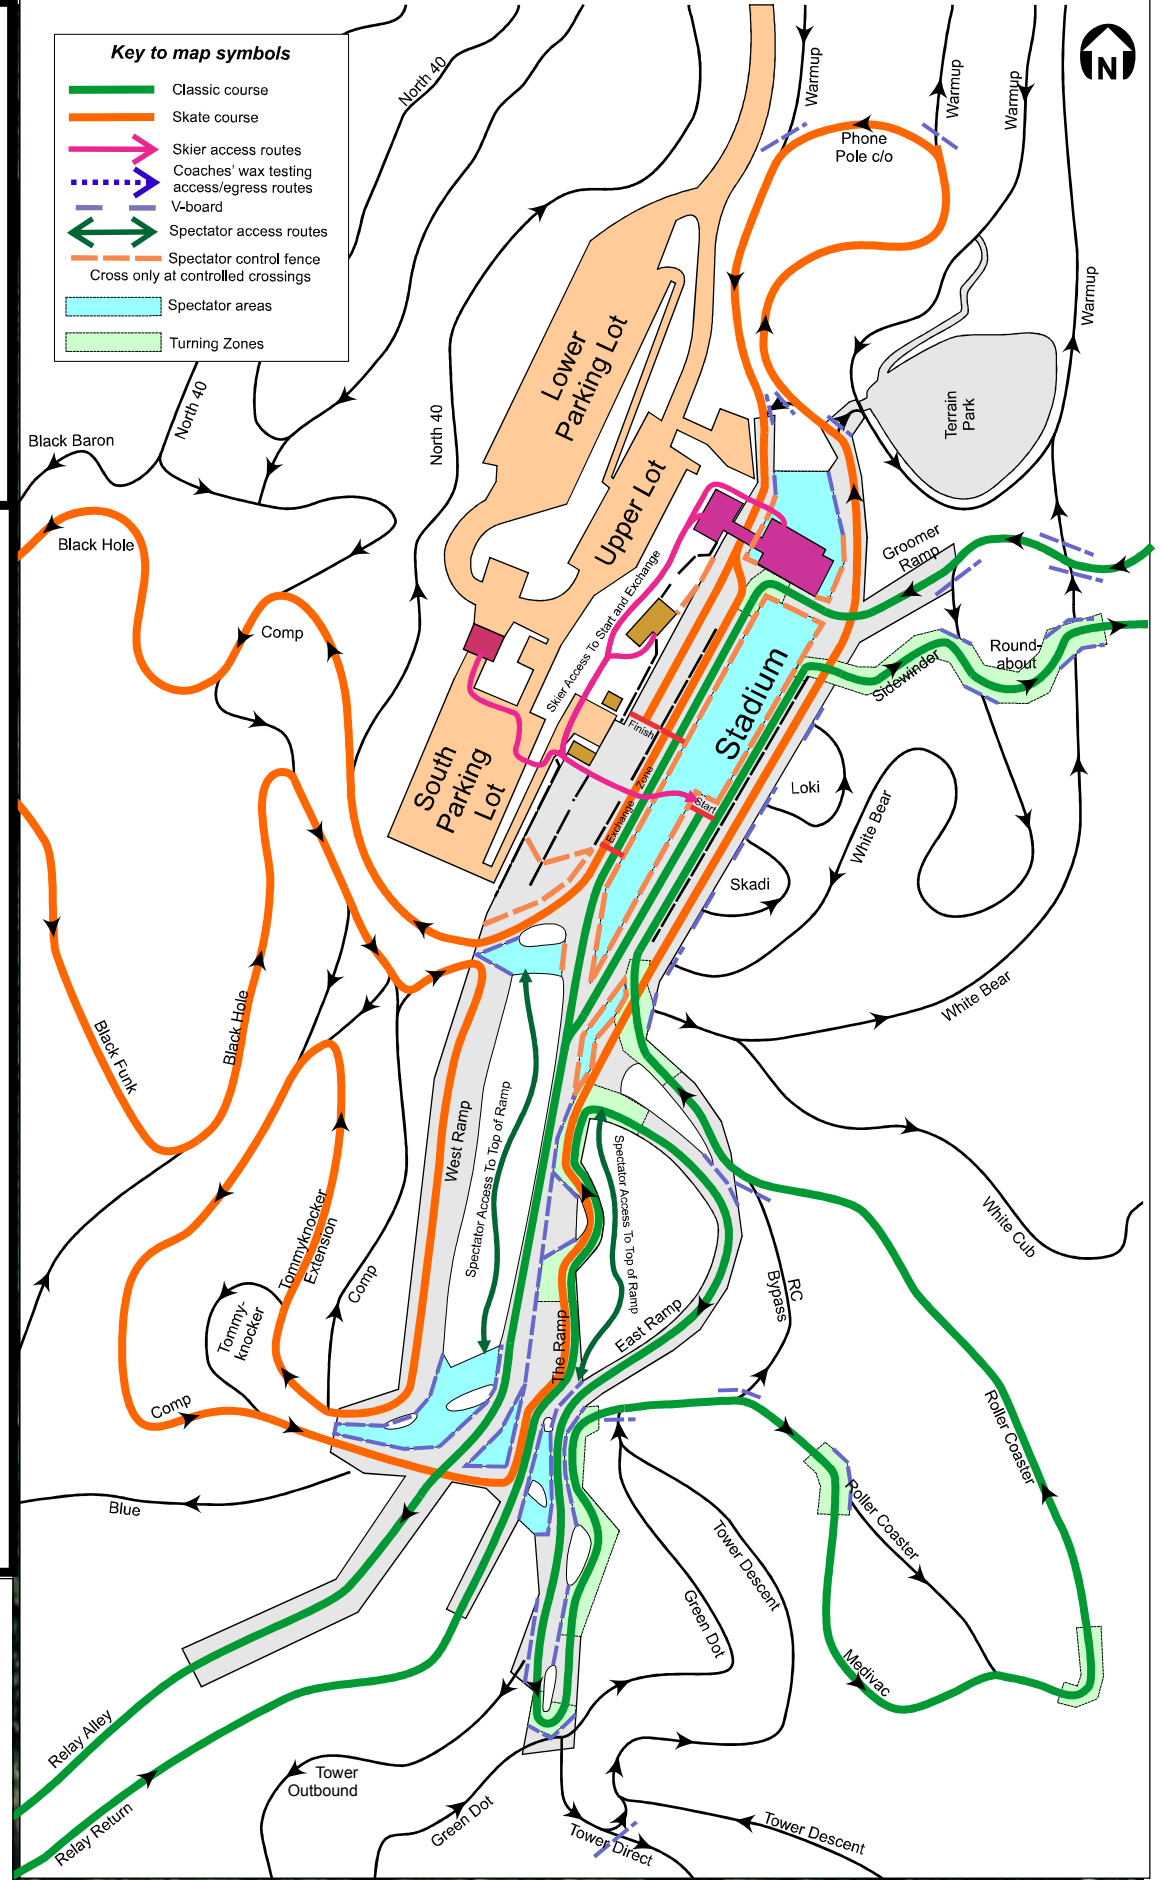 Key to map symbols
Classic course
Skate course
Skier access routes
Coaches' wax testing
access/egress routes
V-board
Spectator access routes
Spectator control fence
Cross only at controlled crossings
Spectator areas
Turning Zones
N
North 40
Warmup
Warmup
Warmup
Phone
Pole c/o
Warmup
Lower
Parking Lot
Terrain
Park
North 40
North 40
Black Baron
Upper Lot
Black Hole
Groomer
Ramp
Comp
Skier Access To Start and Exchange
Round-
about
Sidewinder
Stadium
Finish
South
Parking
Lot
Zone
Exchange
Start
Loki
White Bear
Skadi
White Bear
Black Hole
Black Funk
West Ramp
Spectator Access To Top of Ramp
Spectator Access To Top of Ramp
White Cub
Tommyknocker
Extension
Comp
Tommy-
knocker
RC
Bypass
East Ramp
The Ramp
Comp
Roller Coaster
Blue
Roller Coaster
Tower Descent
Green Dot
Medivac
Relay Alley
Relay Return
Tower
Outbound
Green Dot
Tower Direct
Tower Descent